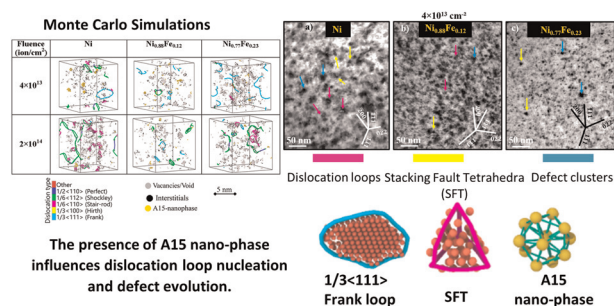 Monte Carlo Simulations
Fluence
(ion/cm²)
Ni
Ni₀.₈₈Fe₀.₁₂
Ni₀.₇₇Fe₀.₂₃
4×10¹³
2×10¹⁴
Dislocation type
Other
1/2<110> (Perfect)
1/6<112> (Shockley)
1/6<110> (Stair-rod)
1/3<100> (Hirth)
1/3<111> (Frank)
Vacancies/Void
Interstitials
A15-nanophase
5 nm
The presence of A15 nano-phase
influences dislocation loop nucleation
and defect evolution.
4×10¹³ cm⁻²
a)
Ni
b)
Ni₀.₈₈Fe₀.₁₂
c)
Ni₀.₇₇Fe₀.₂₃
50 nm
50 nm
50 nm
Dislocation loops
Stacking Fault Tetrahedra
(SFT)
Defect clusters
1/3<111>
Frank loop
SFT
A15
nano-phase